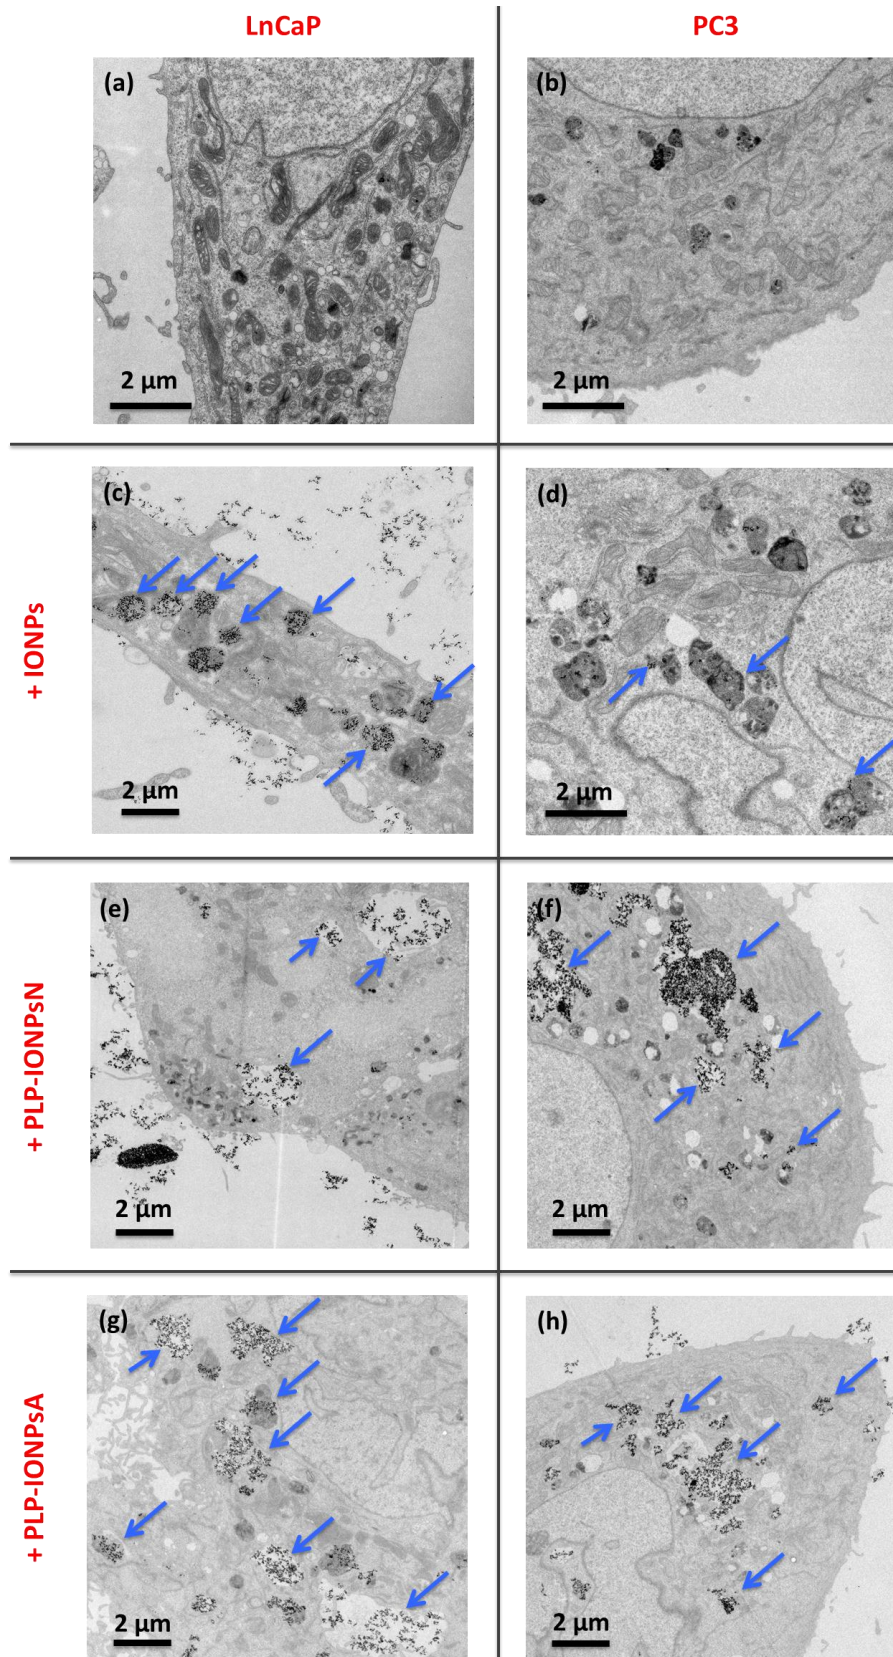 LnCaP
PC3
(a)
(b)
2 µm
2 µm
+ IONPs
(c)
(d)
2 µm
2 µm
+ PLP-IONPsN
(e)
(f)
2 µm
2 µm
+ PLP-IONPsA
(g)
(h)
2 µm
2 µm